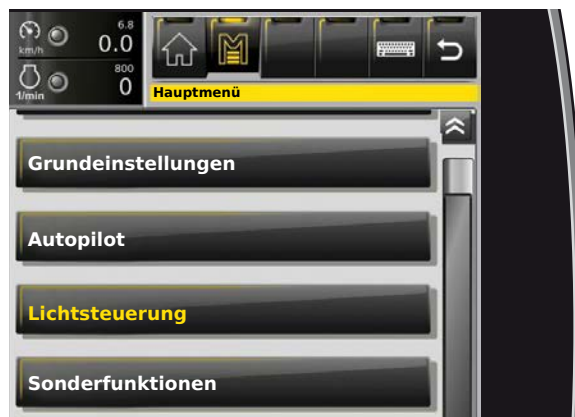 6.8
km/h 0.0
800
1/min 0
M
Hauptmenü
Grundeinstellungen
Autopilot
Lichtsteuerung
Sonderfunktionen